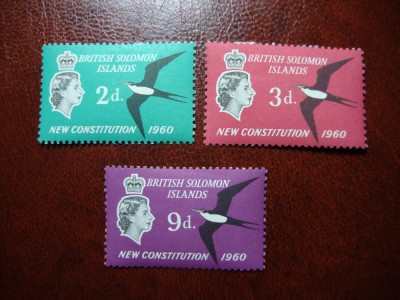 BRITISH SOLOMON
ISLANDS
2d.
NEW CONSTITUTION 1960
BRITISH SOLOMON
ISLANDS
3d.
NEW CONSTITUTION 1960
BRITISH SOLOMON
ISLANDS
9d.
NEW CONSTITUTION 1960